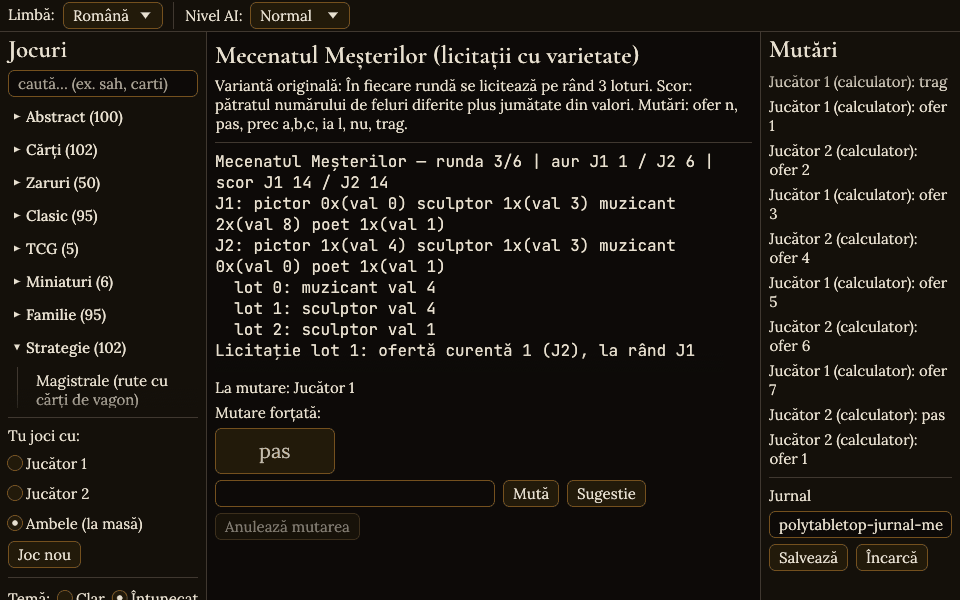 Limbă: Română ▼ Nivel AI: Normal ▼
Jocuri
caută... (ex. sah, carti)
▸ Abstract (100)
▸ Cărți (102)
▸ Zaruri (50)
▸ Clasic (95)
▸ TCG (5)
▸ Miniaturi (6)
▸ Familie (95)
▾ Strategie (102)
Magistrale (rute cu
cărți de vagon)
Tu joci cu:
Jucător 1
Jucător 2
Ambele (la masă)
Joc nou
Temă: Clar Întunecat
Mecenatul Meșterilor (licitații cu varietate)
Variantă originală: În fiecare rundă se licitează pe rând 3 loturi. Scor:
pătratul numărului de feluri diferite plus jumătate din valori. Mutări: ofer n,
pas, prec a,b,c, ia l, nu, trag.
Mecenatul Meșterilor — runda 3/6 | aur J1 1 / J2 6 |
scor J1 14 / J2 14
J1: pictor 0x(val 0) sculptor 1x(val 3) muzicant
2x(val 8) poet 1x(val 1)
J2: pictor 1x(val 4) sculptor 1x(val 3) muzicant
0x(val 0) poet 1x(val 1)
lot 0: muzicant val 4
lot 1: sculptor val 4
lot 2: sculptor val 1
Licitație lot 1: ofertă curentă 1 (J2), la rând J1
La mutare: Jucător 1
Mutare forțată:
pas
Mută Sugestie
Anulează mutarea
Mutări
Jucător 1 (calculator): trag
Jucător 1 (calculator): ofer
1
Jucător 2 (calculator):
ofer 2
Jucător 1 (calculator): ofer
3
Jucător 2 (calculator):
ofer 4
Jucător 1 (calculator): ofer
5
Jucător 2 (calculator):
ofer 6
Jucător 1 (calculator): ofer
7
Jucător 2 (calculator): pas
Jucător 2 (calculator):
ofer 1
Jurnal
polytabletop-jurnal-me
Salvează Încarcă